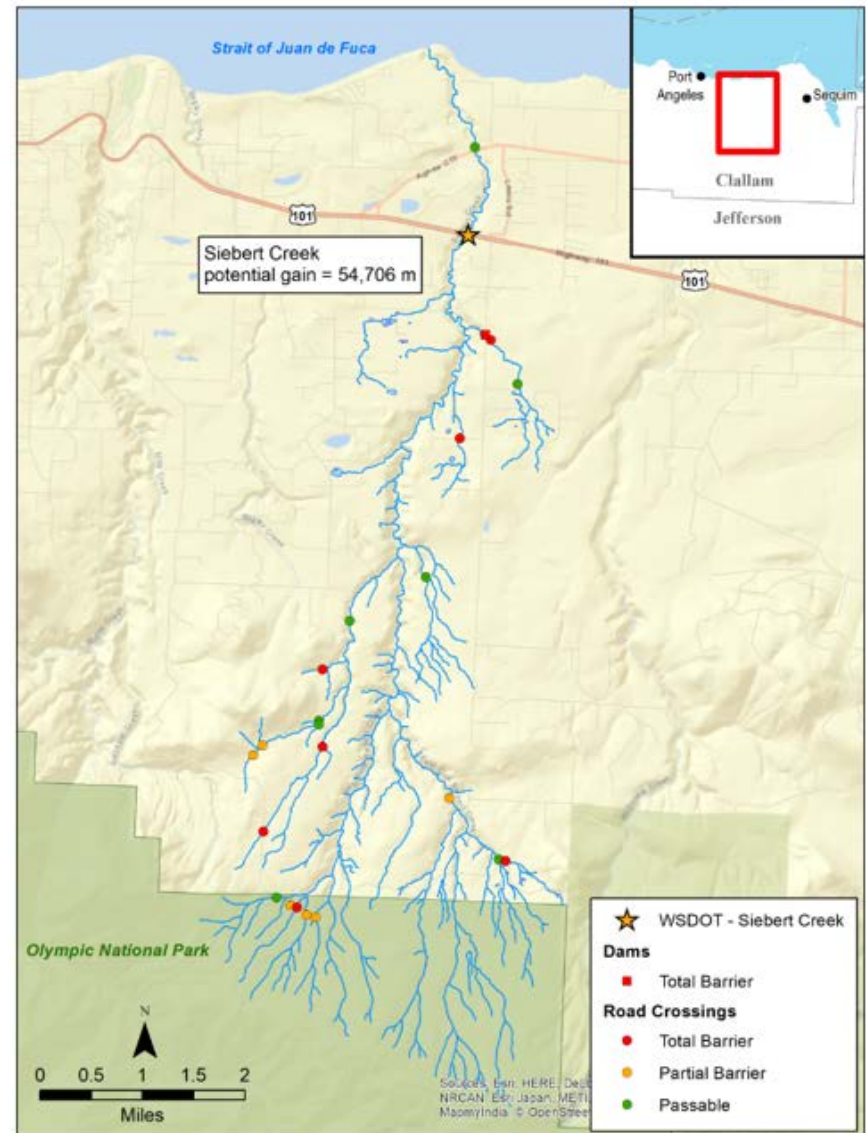 Strait of Juan de Fuca
Port
Angeles
Sequim
Clallam
Jefferson
101
Siebert Creek
potential gain = 54,706 m
101
Olympic National Park
N
0 0.5 1 2
Miles
WSDOT - Siebert Creek
Dams
Total Barrier
Road Crossings
Total Barrier
Partial Barrier
Passable
Sources: Esri, HERE, DeLo
NRCAN, Esri Japan, METI,
MapmyIndia, © OpenStreet